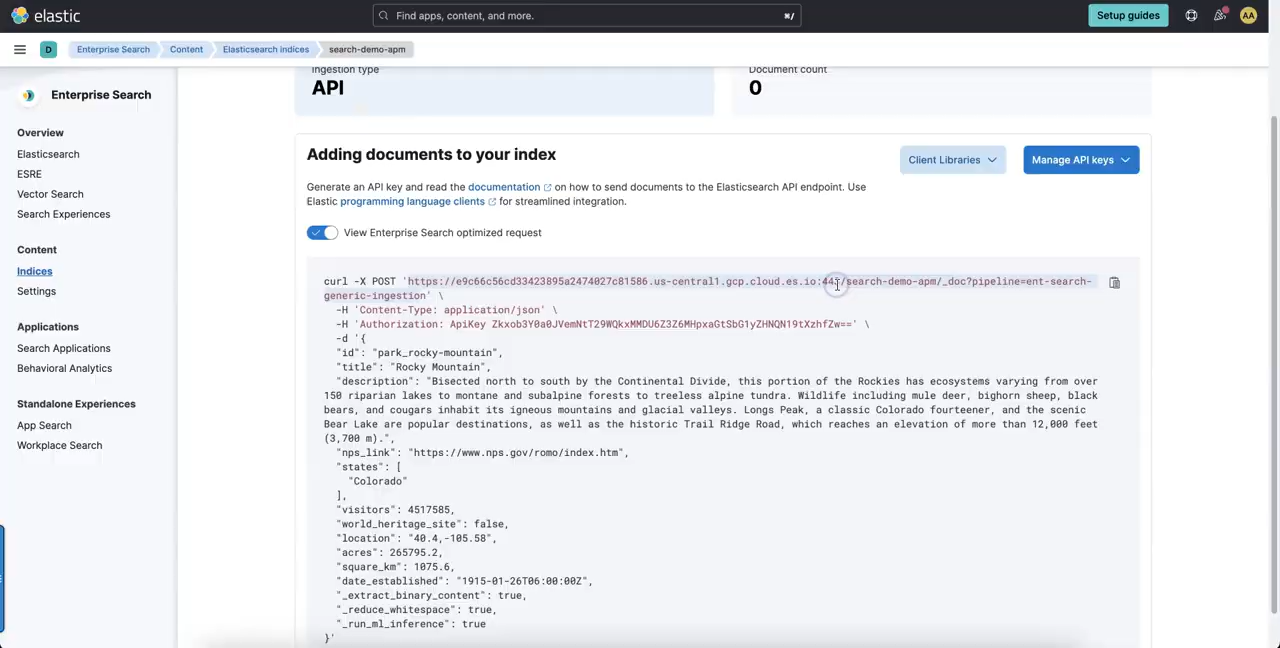 elastic
Find apps, content, and more.
⌘/
Setup guides
AA
D
Enterprise Search
Content
Elasticsearch indices
search-demo-apm
Enterprise Search
Overview
Elasticsearch
ESRE
Vector Search
Search Experiences
Content
Indices
Settings
Applications
Search Applications
Behavioral Analytics
Standalone Experiences
App Search
Workplace Search
Ingestion type
API
Document count
0
Adding documents to your index
Client Libraries
Manage API keys
Generate an API key and read the documentation on how to send documents to the Elasticsearch API endpoint. Use
Elastic programming language clients for streamlined integration.
View Enterprise Search optimized request
curl -X POST 'https://e9c66c56cd33423895a2474027c81586.us-central1.gcp.cloud.es.io:443/search-demo-apm/_doc?pipeline=ent-search-
generic-ingestion' \
-H 'Content-Type: application/json' \
-H 'Authorization: ApiKey Zkxob3Y0a0JVemNtT29WQkxMMDU6Z3Z6MHpxaGtSbG1yZHNQN19tXzhfZw==' \
-d '{
"id": "park_rocky-mountain",
"title": "Rocky Mountain",
"description": "Bisected north to south by the Continental Divide, this portion of the Rockies has ecosystems varying from over
150 riparian lakes to montane and subalpine forests to treeless alpine tundra. Wildlife including mule deer, bighorn sheep, black
bears, and cougars inhabit its igneous mountains and glacial valleys. Longs Peak, a classic Colorado fourteener, and the scenic
Bear Lake are popular destinations, as well as the historic Trail Ridge Road, which reaches an elevation of more than 12,000 feet
(3,700 m).",
"nps_link": "https://www.nps.gov/romo/index.htm",
"states": [
"Colorado"
],
"visitors": 4517585,
"world_heritage_site": false,
"location": "40.4,-105.58",
"acres": 265795.2,
"square_km": 1075.6,
"date_established": "1915-01-26T06:00:00Z",
"_extract_binary_content": true,
"_reduce_whitespace": true,
"_run_ml_inference": true
}'